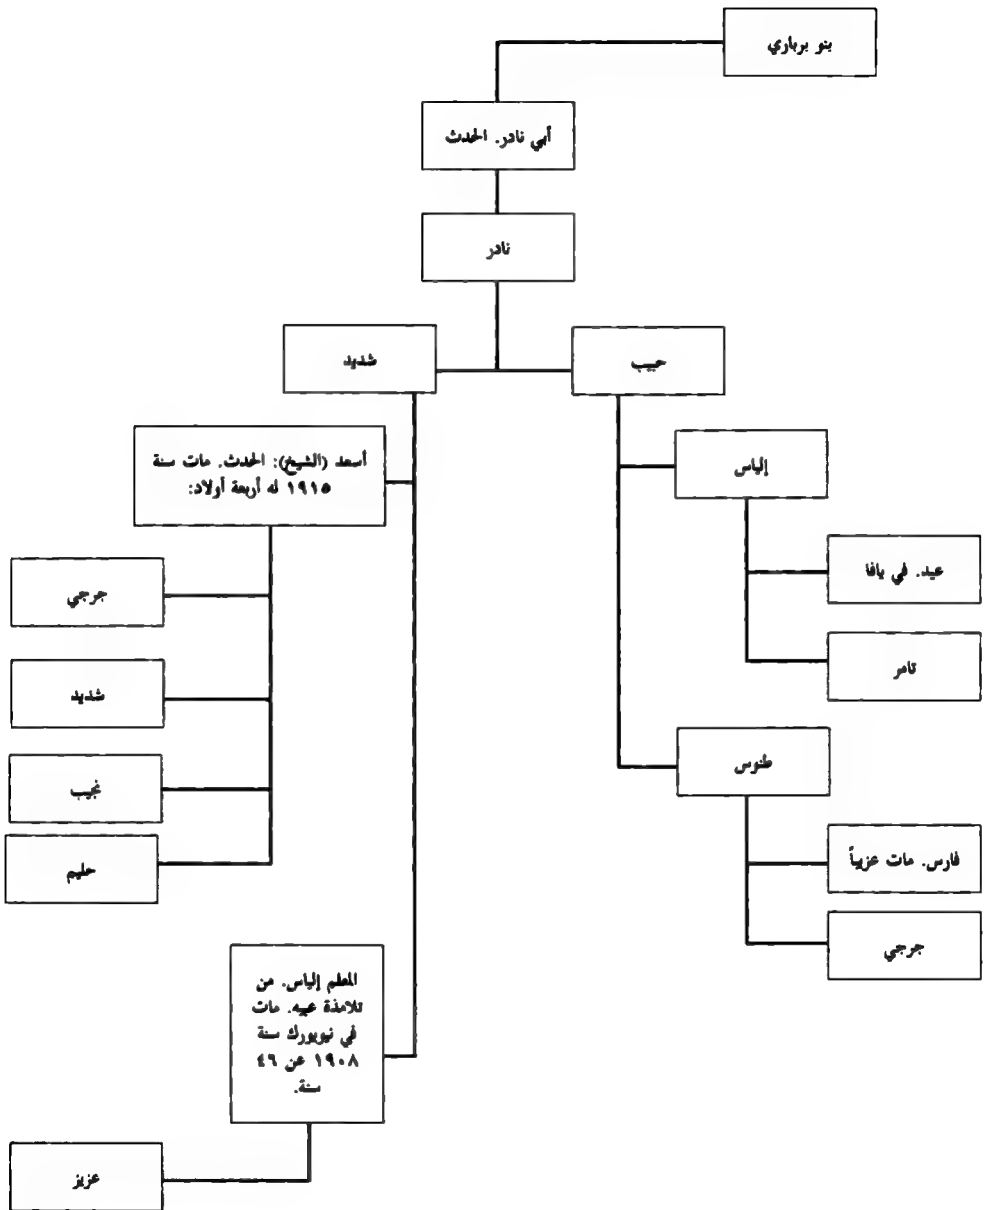 بنو برباري
أبي نادر. الحدث
نادر
حبيب
شديد
إلياس
عيد. في يافا
تامر
طنوس
فارس. مات عزيباً
جرجي
أسعد (الشيخ): الحدث. مات سنة
١٩١٥ له أربعة أولاد:
جرجي
شديد
نجيب
حليم
المعلم إلياس. من
تلامذة عبيه. مات
في نيويورك سنة
١٩٠٨ عن ٤٦
سنة.
عزيز